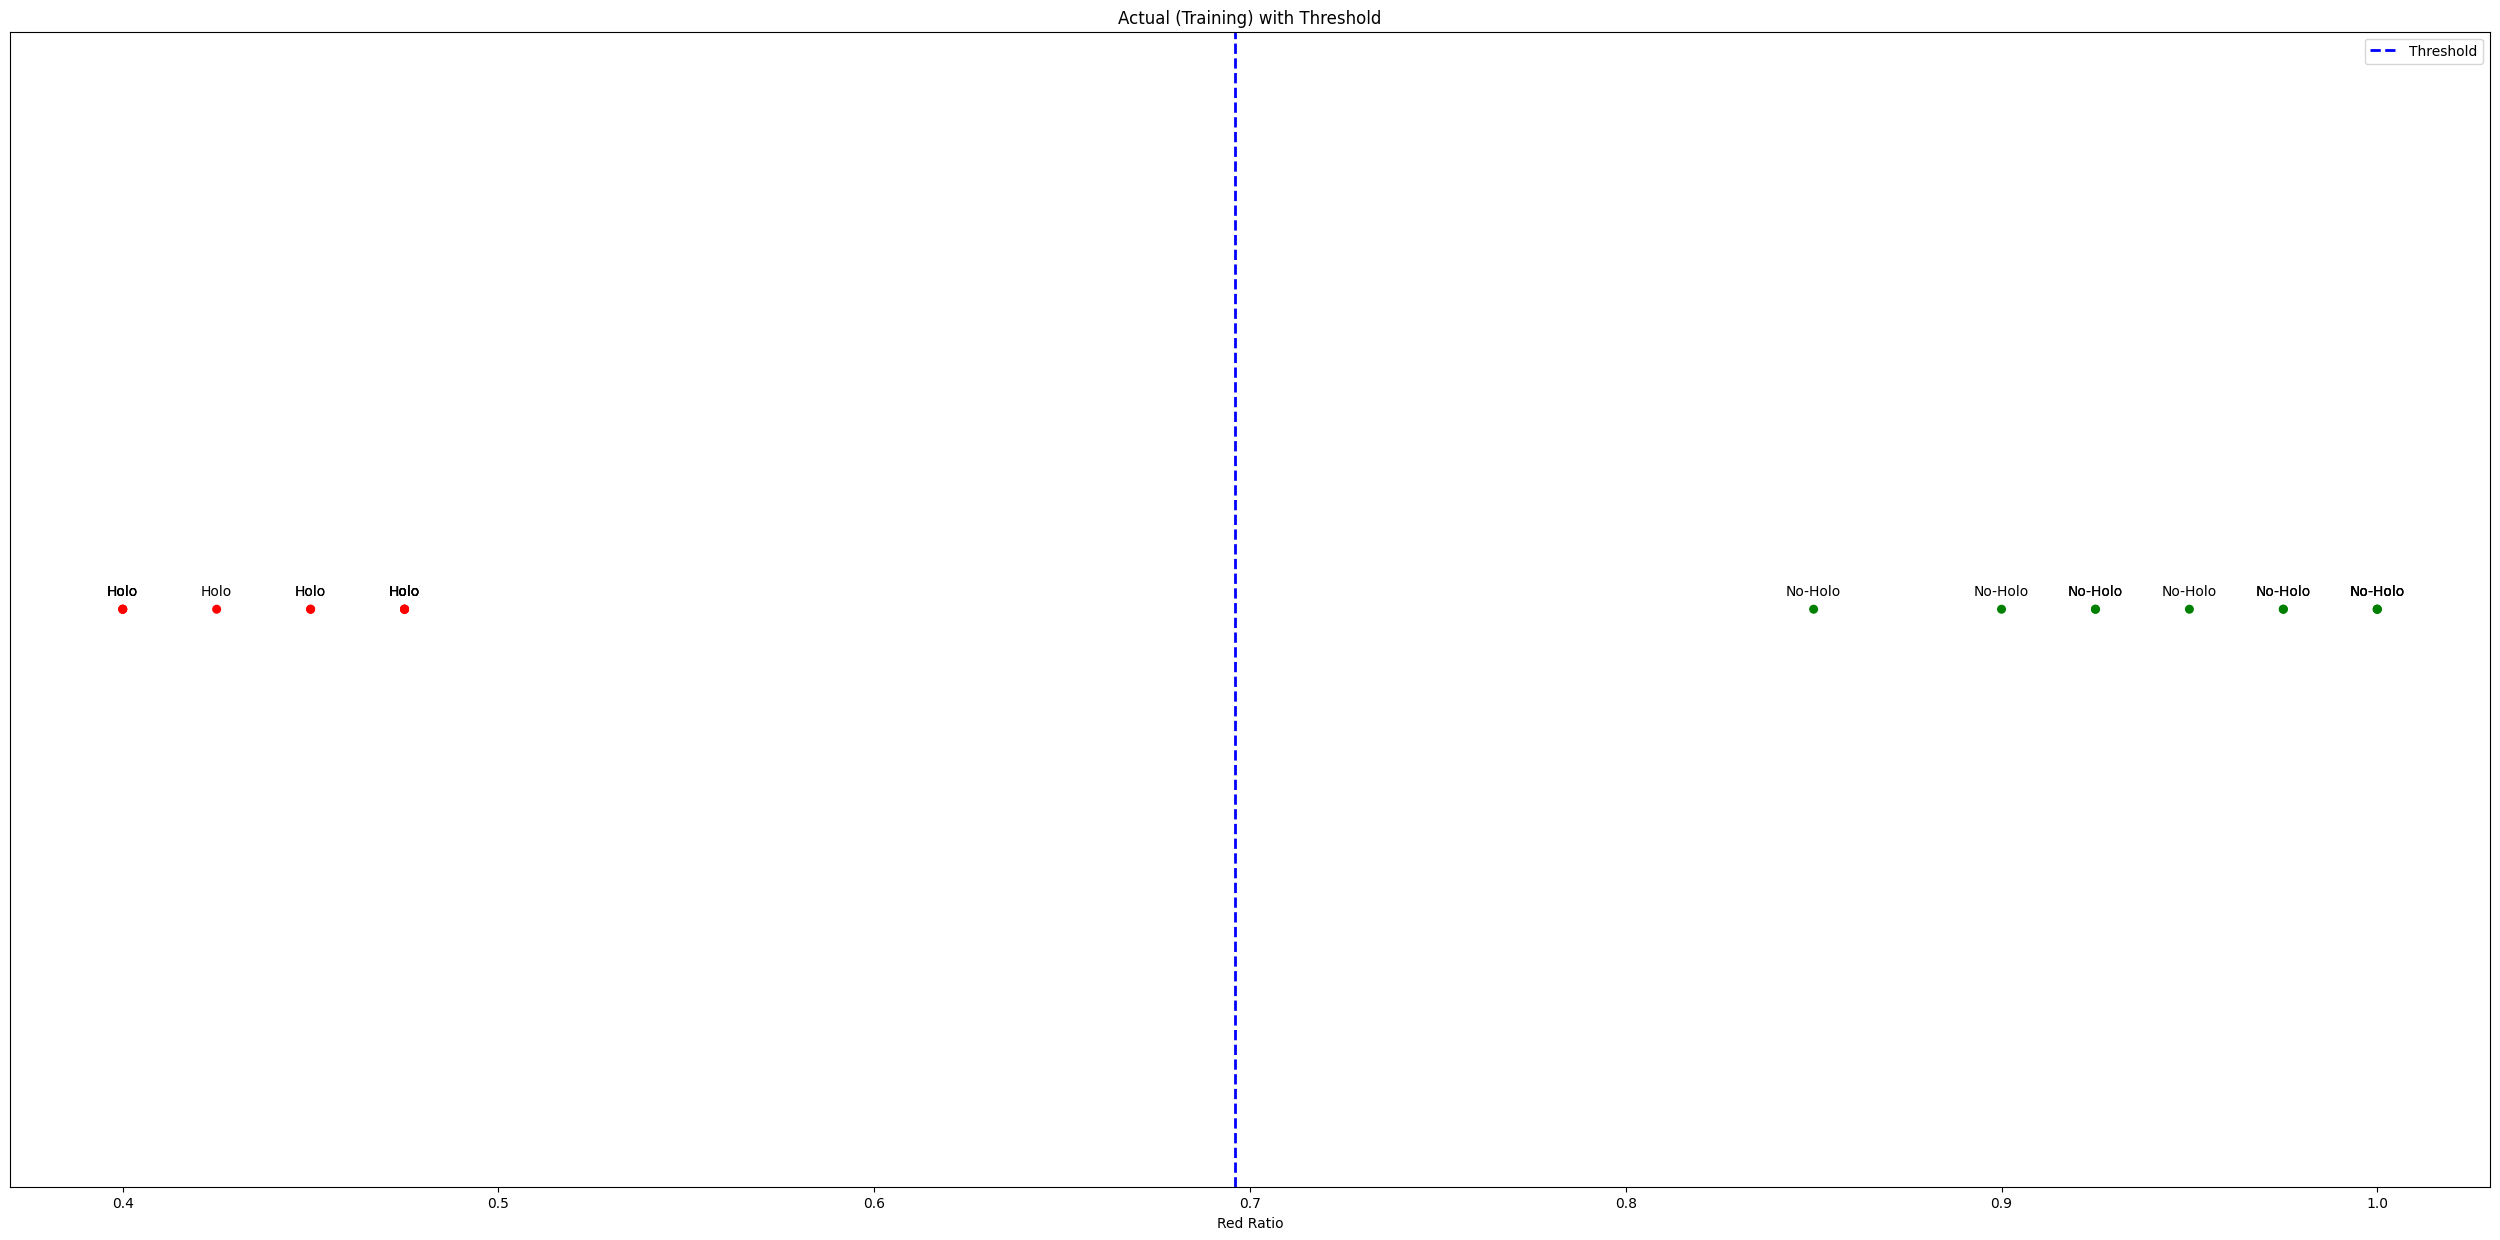 Actual (Training) with Threshold
Threshold
Holo Holo Holo Holo No-Holo No-Holo No-Holo No-Holo No-Holo No-Holo
0.4 0.5 0.6 0.7 0.8 0.9 1.0
Red Ratio